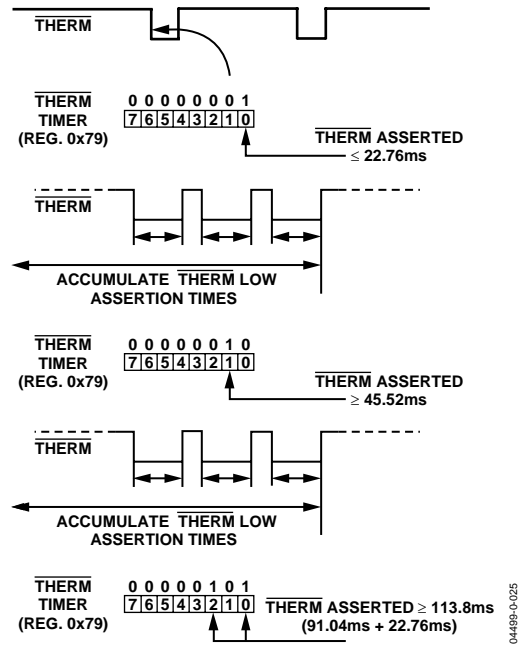 THERM
THERM
TIMER
(REG. 0x79)
0 0 0 0 0 0 0 1
7 6 5 4 3 2 1 0
THERM ASSERTED
≤ 22.76ms
THERM
ACCUMULATE THERM LOW
ASSERTION TIMES
THERM
TIMER
(REG. 0x79)
0 0 0 0 0 0 1 0
7 6 5 4 3 2 1 0
THERM ASSERTED
≥ 45.52ms
THERM
ACCUMULATE THERM LOW
ASSERTION TIMES
THERM
TIMER
(REG. 0x79)
0 0 0 0 0 1 0 1
7 6 5 4 3 2 1 0
THERM ASSERTED ≥ 113.8ms
(91.04ms + 22.76ms)
04499-0-025